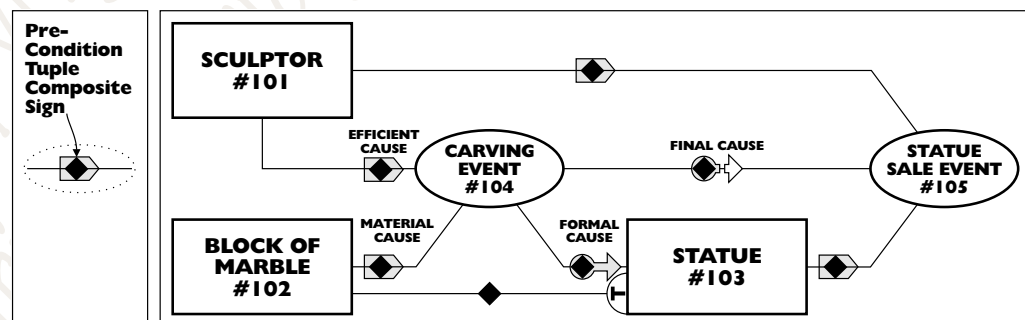 Pre-
Condition
Tuple
Composite
Sign
SCULPTOR
#101
EFFICIENT
CAUSE
CARVING
EVENT
#104
FINAL CAUSE
STATUE
SALE EVENT
#105
MATERIAL
CAUSE
FORMAL
CAUSE
BLOCK OF
MARBLE
#102
STATUE
#103
T